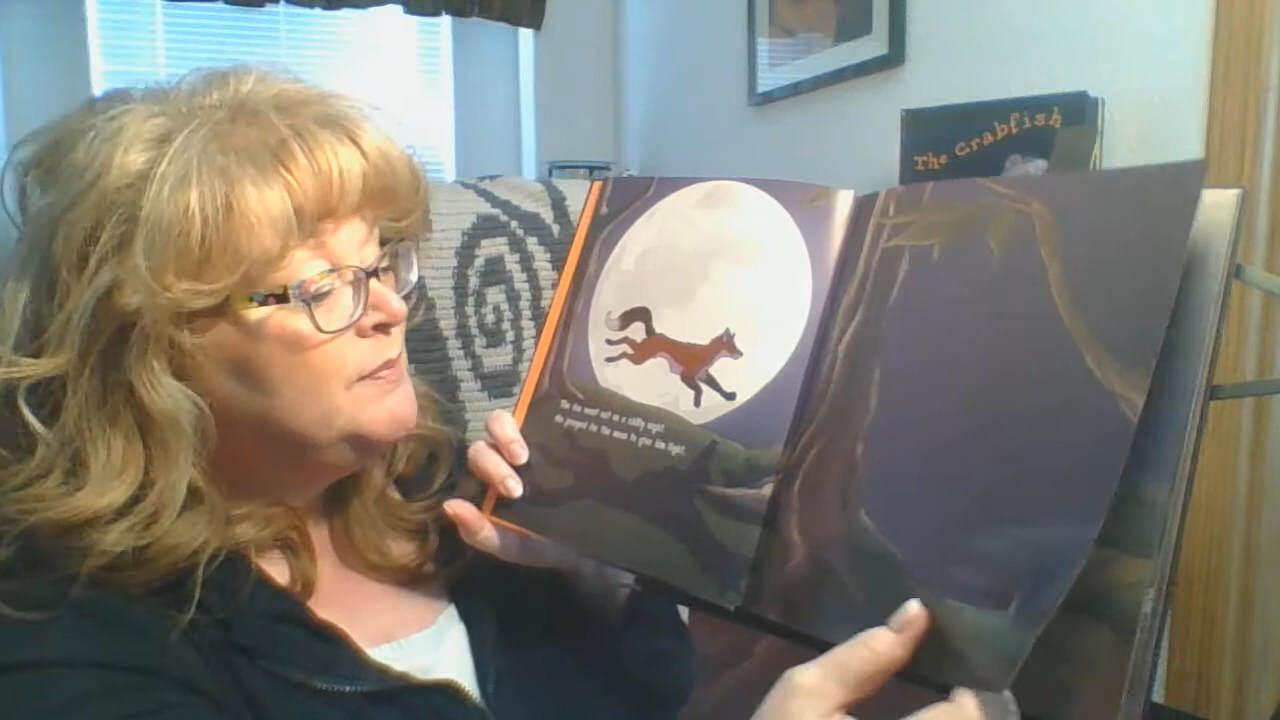 The Crabfish
The fox went out on a chilly night
He prayed for the moon to give him light,